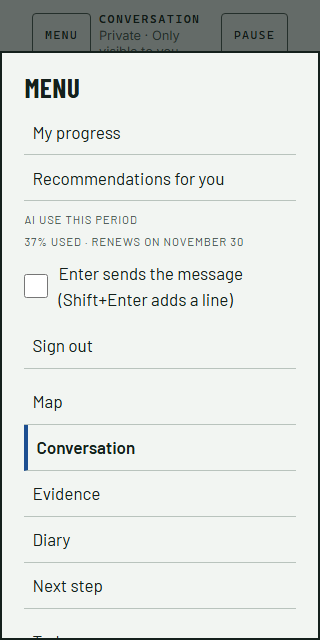 MENU
CONVERSATION
Private · Only
visible to you
PAUSE
MENU
My progress
Recommendations for you
AI USE THIS PERIOD
37% USED · RENEWS ON NOVEMBER 30
Enter sends the message
(Shift+Enter adds a line)
Sign out
Map
Conversation
Evidence
Diary
Next step